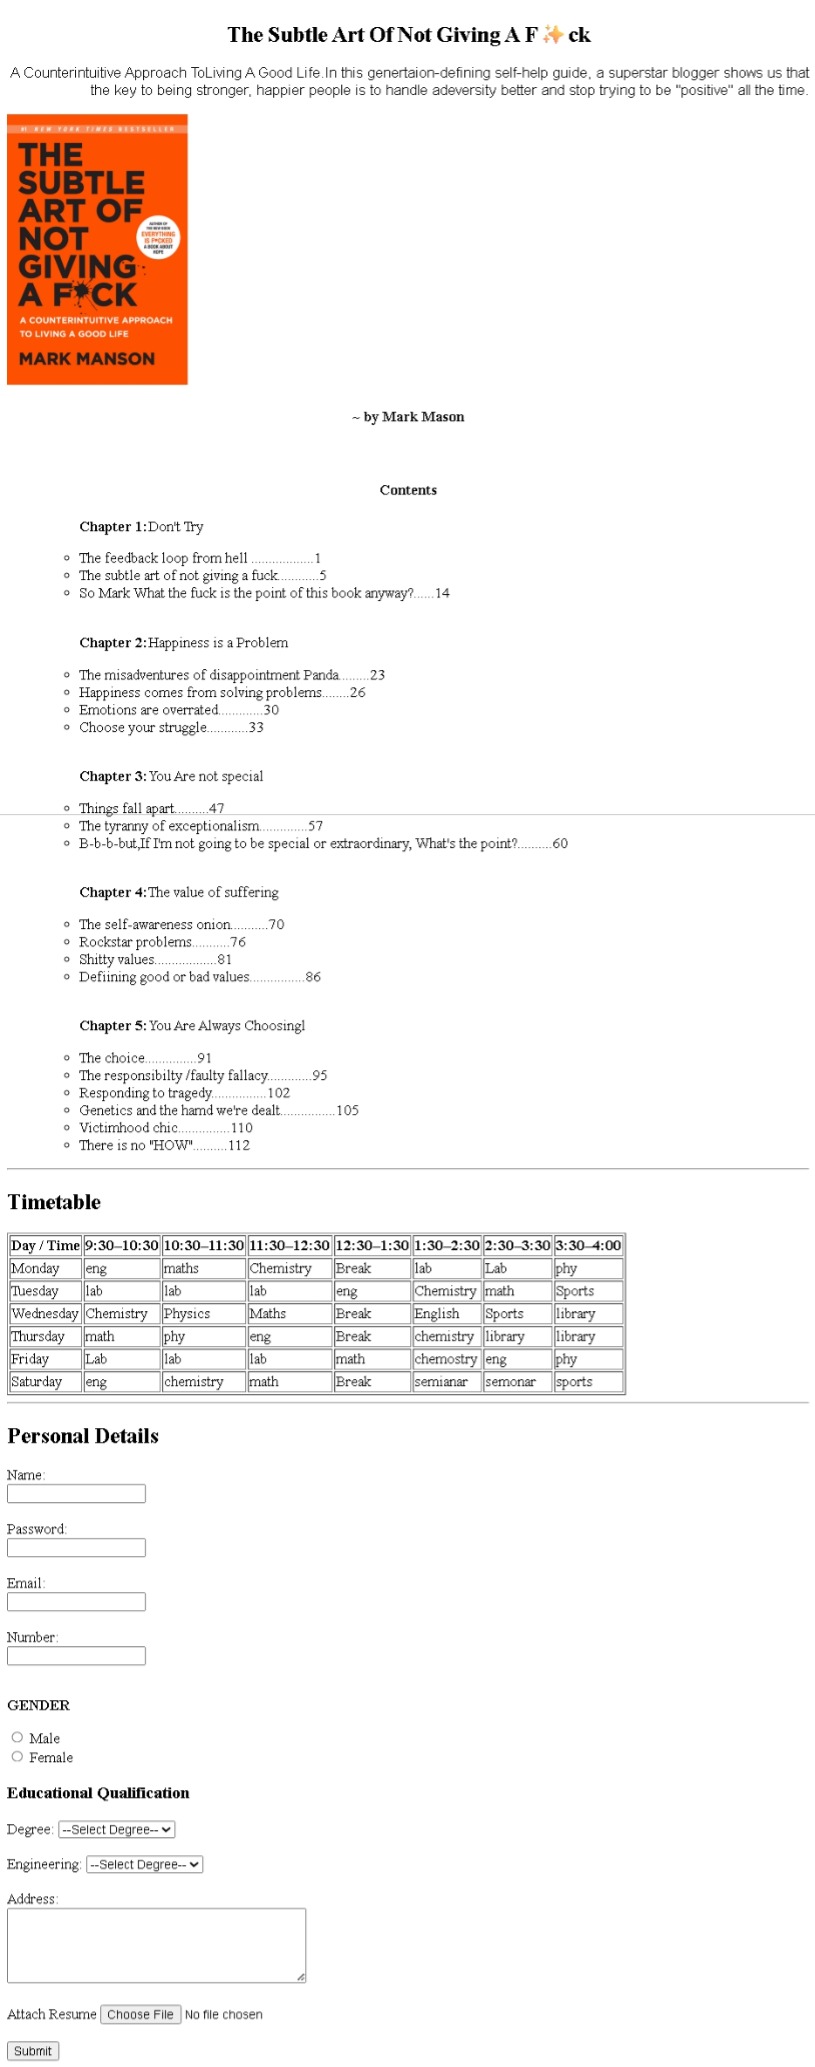 The Subtle Art Of Not Giving A F ✨ ck
A Counterintuitive Approach ToLiving A Good Life.In this genertaion-defining self-help guide, a superstar blogger shows us that
the key to being stronger, happier people is to handle adeversity better and stop trying to be "positive" all the time.
#1 NEW YORK TIMES BESTSELLER
THE
SUBTLE
ART OF
NOT
GIVING
A F*CK
AUTHOR OF
THE NEW BOOK
EVERYTHING
IS F*CKED
A BOOK ABOUT
HOPE
A COUNTERINTUITIVE APPROACH
TO LIVING A GOOD LIFE
MARK MANSON
~ by Mark Mason
Contents
Chapter 1:Don't Try
The feedback loop from hell ..................1
The subtle art of not giving a fuck............5
So Mark What the fuck is the point of this book anyway?......14
Chapter 2:Happiness is a Problem
The misadventures of disappointment Panda.........23
Happiness comes from solving problems........26
Emotions are overrated.............30
Choose your struggle............33
Chapter 3: You Are not special
Things fall apart..........47
The tyranny of exceptionalism..............57
B-b-b-but,If I'm not going to be special or extraordinary, What's the point?..........60
Chapter 4:The value of suffering
The self-awareness onion...........70
Rockstar problems...........76
Shitty values..................81
Defiining good or bad values................86
Chapter 5: You Are Always Choosingl
The choice...............91
The responsibilty /faulty fallacy.............95
Responding to tragedy................102
Genetics and the hamd we're dealt................105
Victimhood chic...............110
There is no "HOW"..........112
Timetable
Day / Time 9:30–10:30 10:30–11:30 11:30–12:30 12:30–1:30 1:30–2:30 2:30–3:30 3:30–4:00
Monday eng maths Chemistry Break lab Lab phy
Tuesday lab lab lab eng Chemistry math Sports
Wednesday Chemistry Physics Maths Break English Sports library
Thursday math phy eng Break chemistry library library
Friday Lab lab lab math chemostry eng phy
Saturday eng chemistry math Break semianar semonar sports
Personal Details
Name:
Password:
Email:
Number:
GENDER
Male
Female
Educational Qualification
Degree: --Select Degree--
Engineering: --Select Degree--
Address:
Attach Resume Choose File No file chosen
Submit